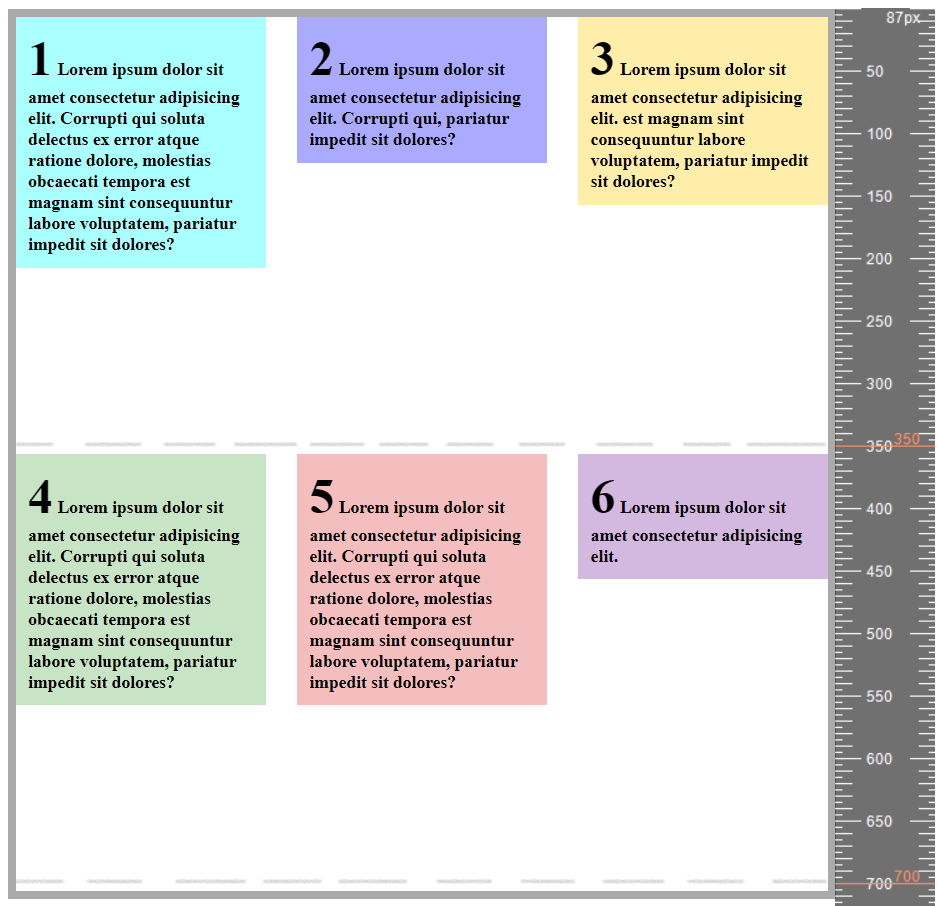 1 Lorem ipsum dolor sit
amet consectetur adipisicing
elit. Corrupti qui soluta
delectus ex error atque
ratione dolore, molestias
obcaecati tempora est
magnam sint consequuntur
labore voluptatem, pariatur
impedit sit dolores?
2 Lorem ipsum dolor sit
amet consectetur adipisicing
elit. Corrupti qui, pariatur
impedit sit dolores?
3 Lorem ipsum dolor sit
amet consectetur adipisicing
elit. est magnam sint
consequuntur labore
voluptatem, pariatur impedit
sit dolores?
4 Lorem ipsum dolor sit
amet consectetur adipisicing
elit. Corrupti qui soluta
delectus ex error atque
ratione dolore, molestias
obcaecati tempora est
magnam sint consequuntur
labore voluptatem, pariatur
impedit sit dolores?
5 Lorem ipsum dolor sit
amet consectetur adipisicing
elit. Corrupti qui soluta
delectus ex error atque
ratione dolore, molestias
obcaecati tempora est
magnam sint consequuntur
labore voluptatem, pariatur
impedit sit dolores?
6 Lorem ipsum dolor sit
amet consectetur adipisicing
elit.
87px
50
100
150
200
250
300
350 350
400
450
500
550
600
650
700 700